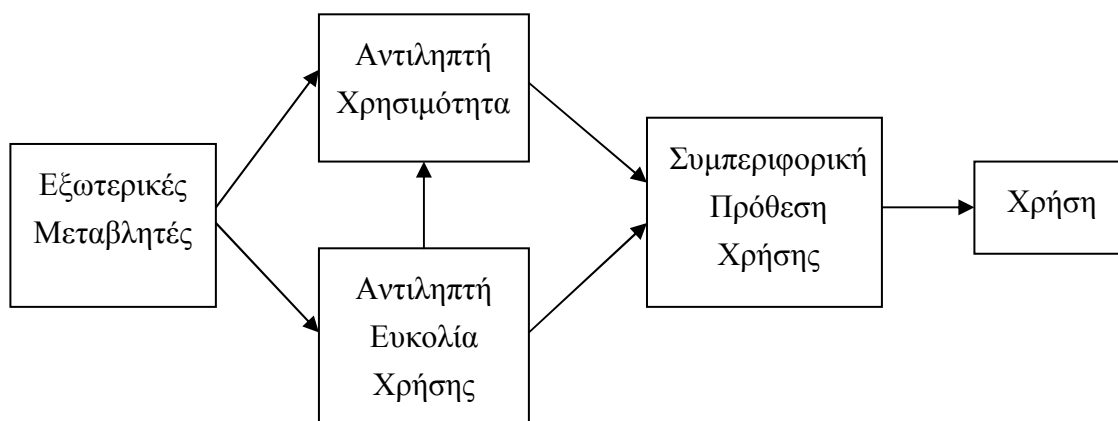 Εξωτερικές
Μεταβλητές
Αντιληπτή
Χρησιμότητα
Αντιληπτή
Ευκολία
Χρήσης
Συμπεριφορική
Πρόθεση
Χρήσης
Χρήση